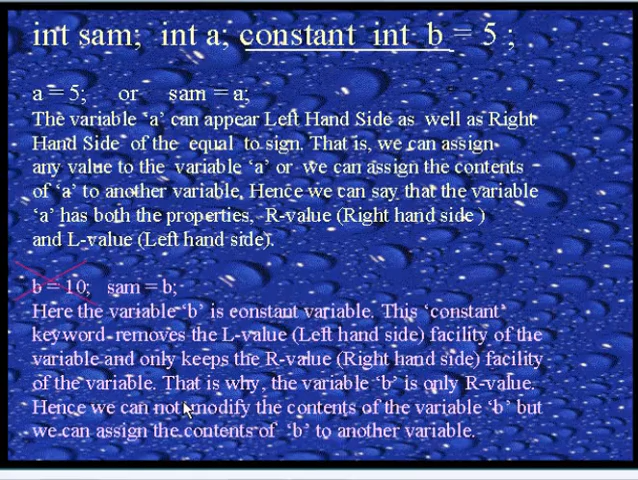 int sam;  int a; constant  int  b = 5 ;
a = 5;  or  sam = a;
The variable ‘a’ can appear Left Hand Side as  well as Right
Hand Side  of the  equal  to sign. That is, we can assign
any value to the  variable ‘a’ or  we can assign the contents
of ‘a’ to another variable. Hence we can say that the variable
‘a’ has both the properties.  R-value (Right hand side )
and L-value (Left hand side).
b = 10;  sam = b;
Here the variable ‘b’ is constant variable. This ‘constant’
keyword removes the L-value (Left hand side) facility of the
variable and only keeps the R-value (Right hand side) facility
of the variable. That is why, the variable ‘b’ is only R-value.
Hence we can not modify the contents of the variable ‘b’ but
we can assign the contents of  ‘b’ to another variable.